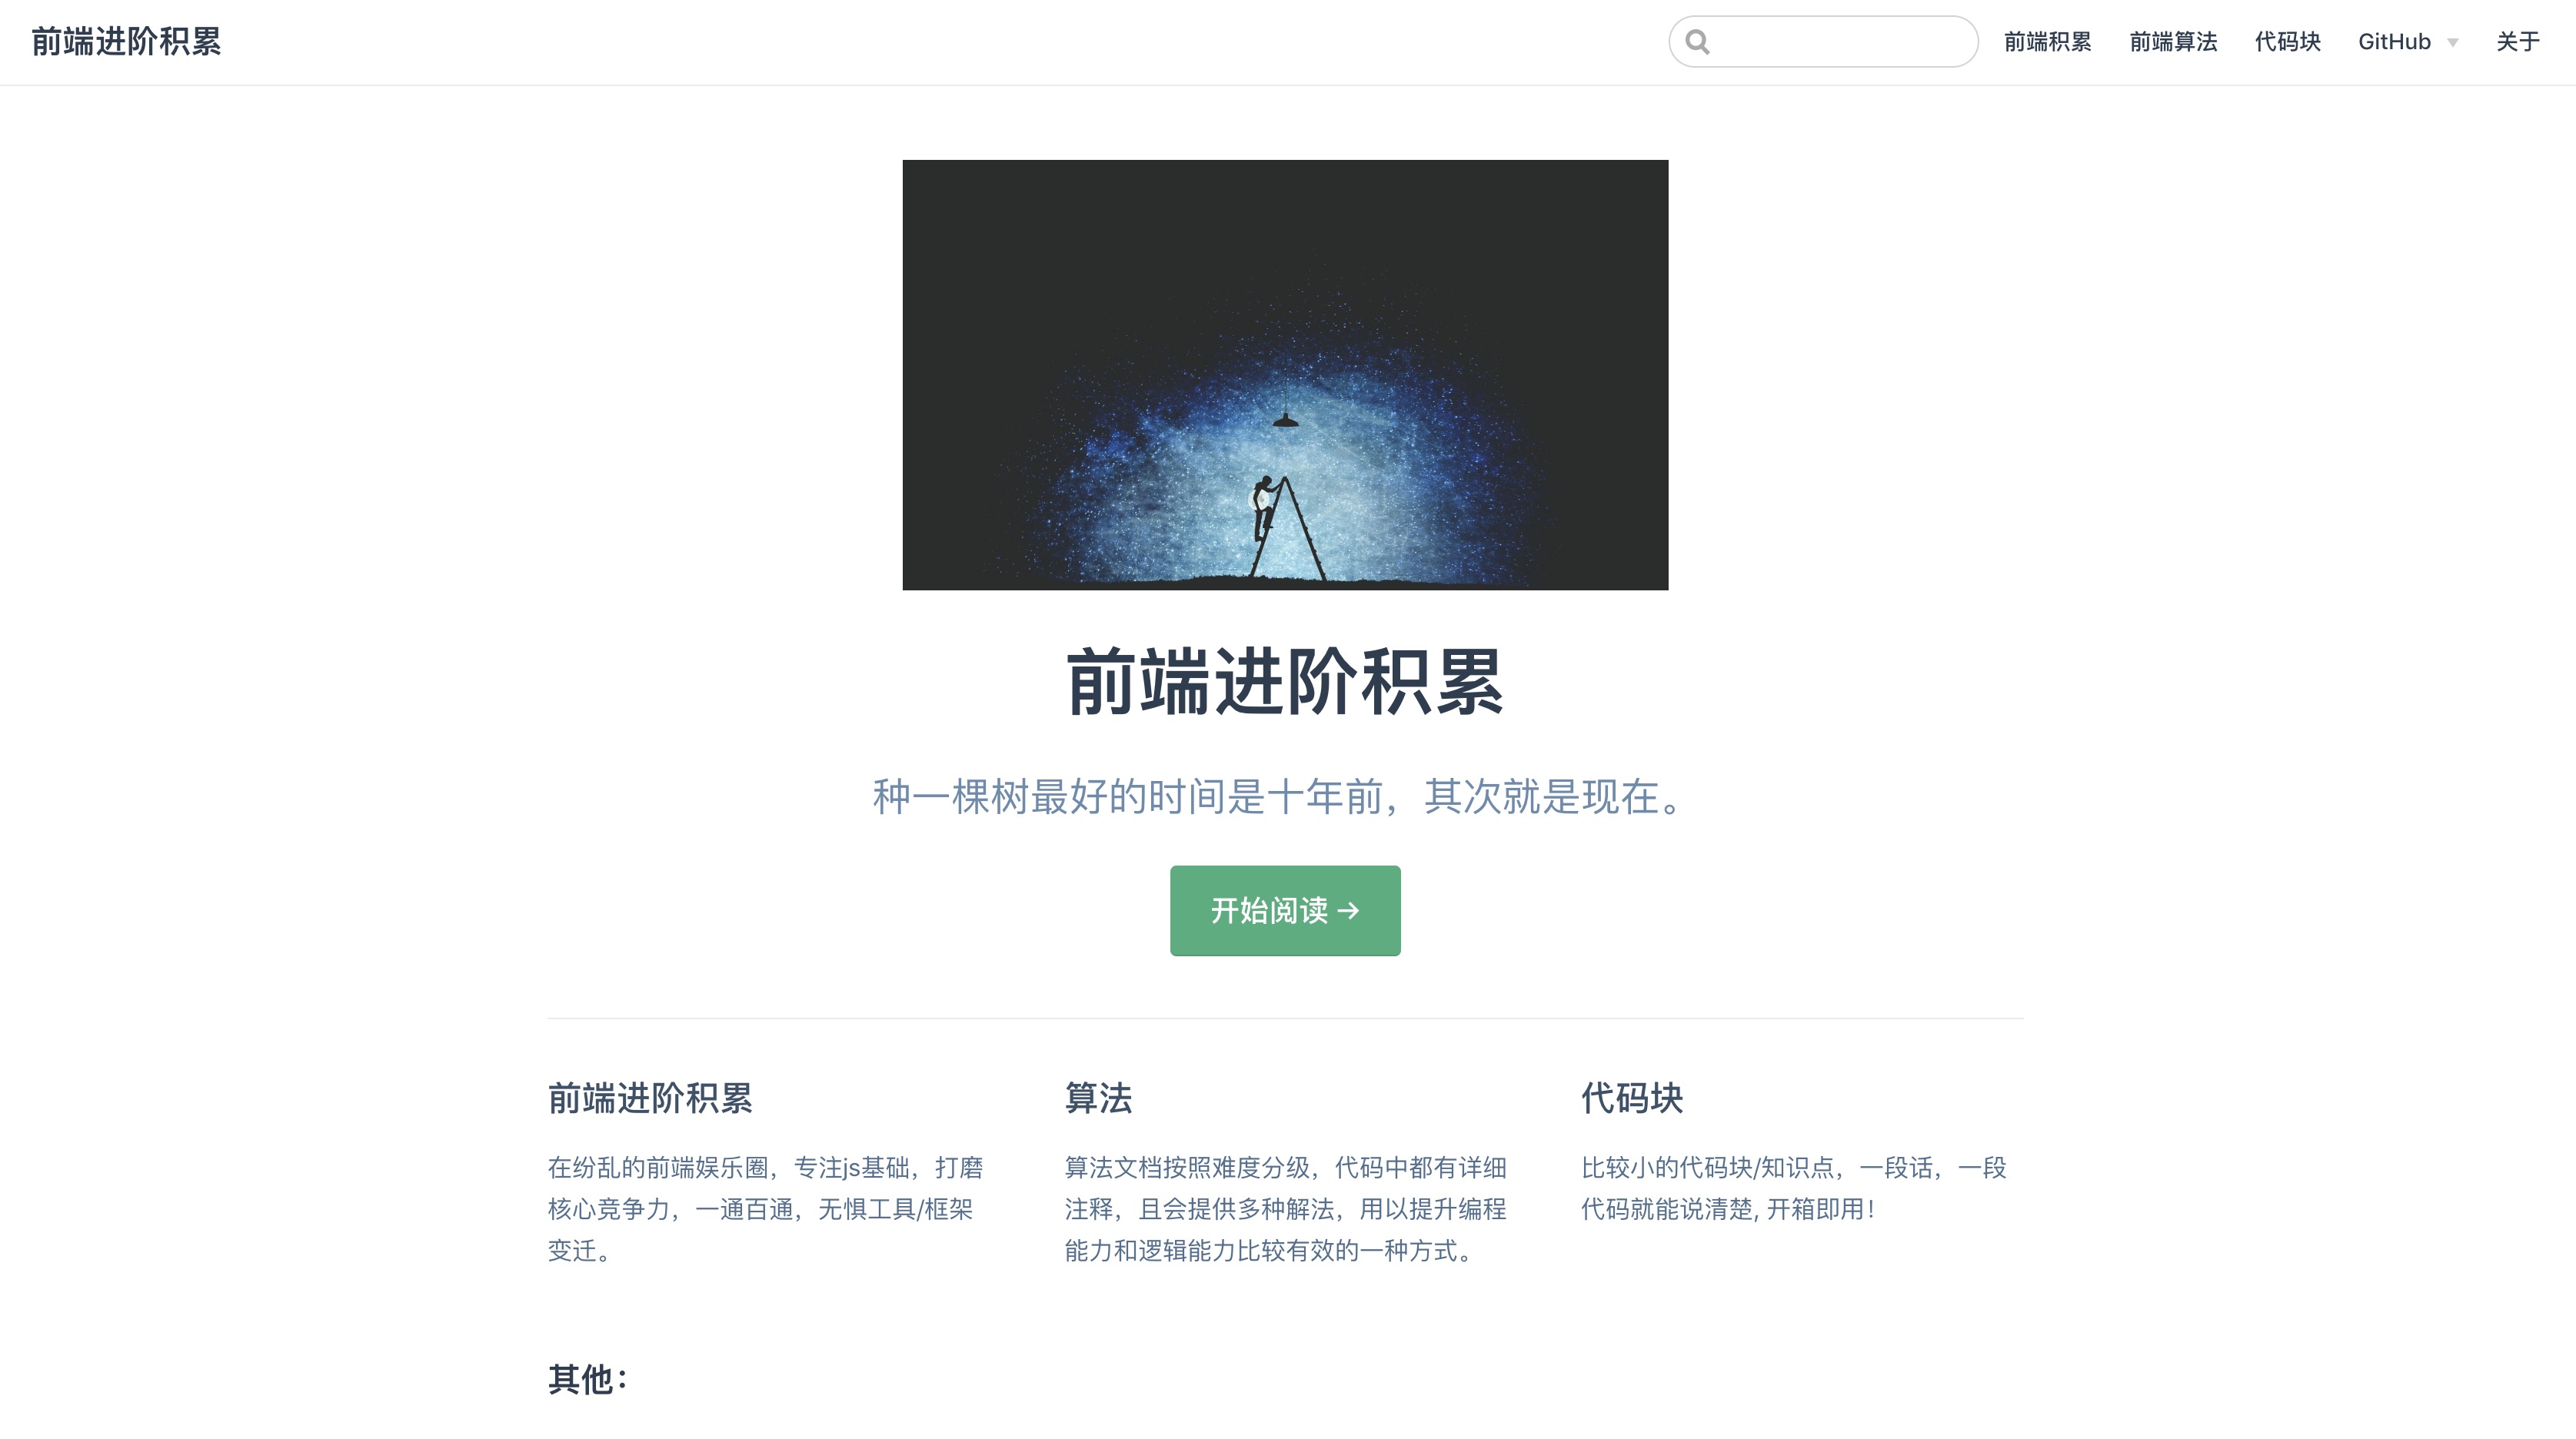 前端进阶积累
前端积累 前端算法 代码块 GitHub 关于
前端进阶积累
种一棵树最好的时间是十年前，其次就是现在。
开始阅读 →
前端进阶积累
在纷乱的前端娱乐圈，专注js基础，打磨
核心竞争力，一通百通，无惧工具/框架
变迁。
算法
算法文档按照难度分级，代码中都有详细
注释，且会提供多种解法，用以提升编程
能力和逻辑能力比较有效的一种方式。
代码块
比较小的代码块/知识点，一段话，一段
代码就能说清楚, 开箱即用！
其他：